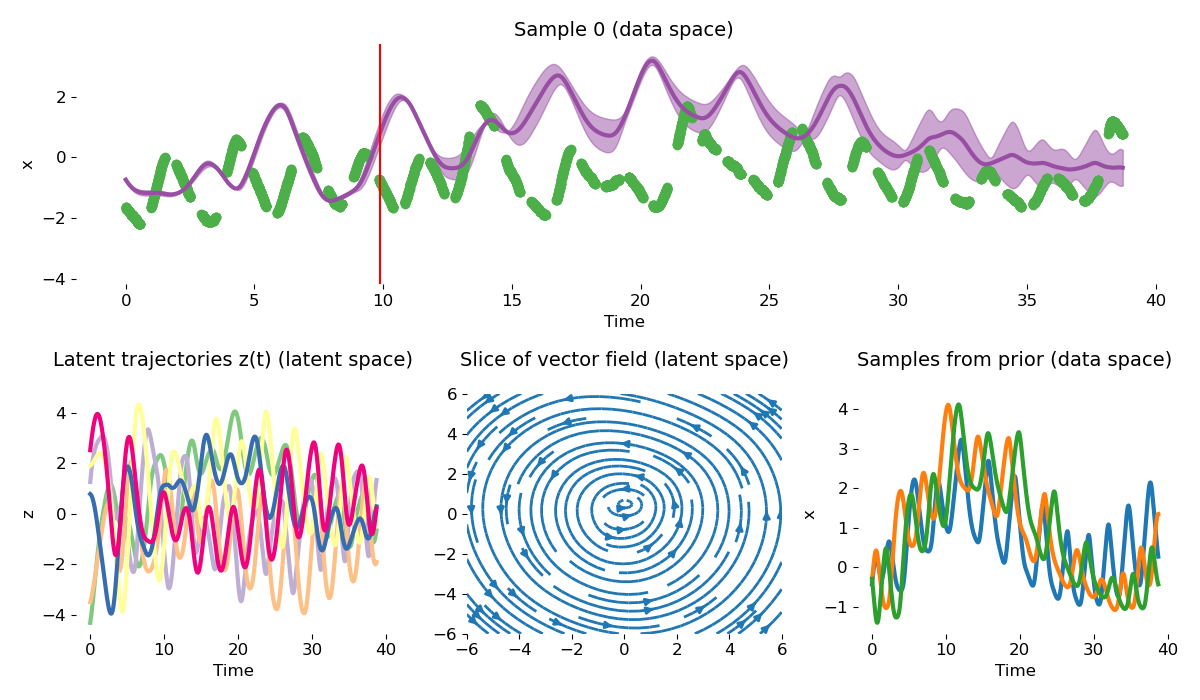 Sample 0 (data space)
x
2
0
−2
−4
0 5 10 15 20 25 30 35 40
Time
Latent trajectories z(t) (latent space)
z
4
2
0
−2
−4
0 10 20 30 40
Time
Slice of vector field (latent space)
6
4
2
0
−2
−4
−6
−6 −4 −2 0 2 4 6
Samples from prior (data space)
x
4
3
2
1
0
−1
0 10 20 30 40
Time